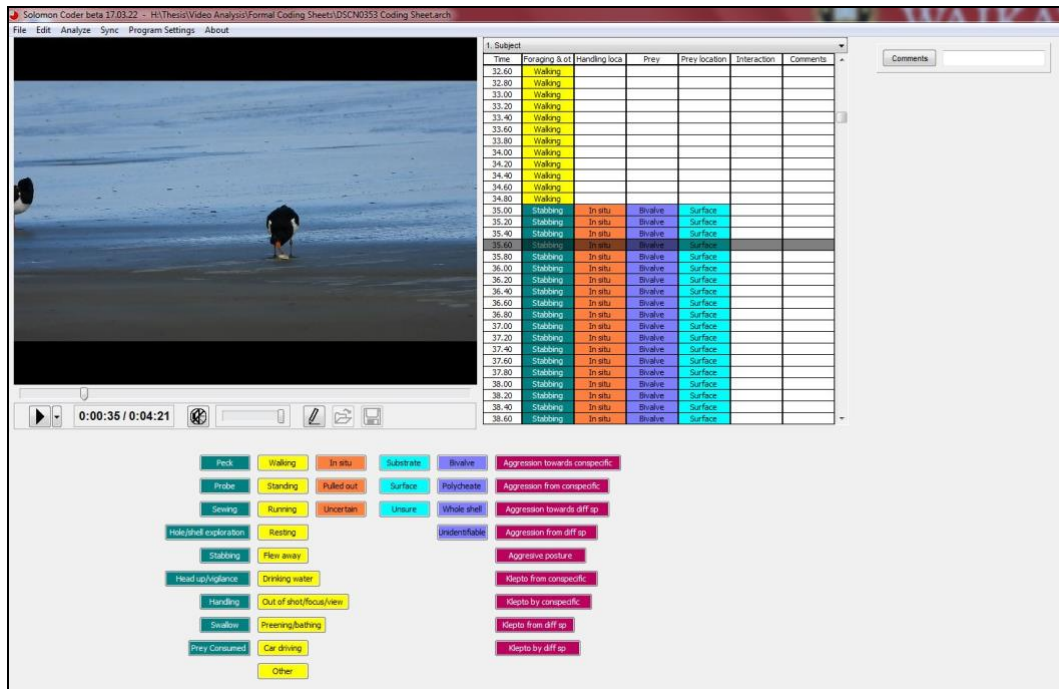 Solomon Coder beta 17.03.22 - H:\Thesis\Video Analysis\Formal Coding Sheets\DSCN0353 Coding Sheet.arch
File Edit Analyze Sync Program Settings About
1. Subject
Time Foraging & ot Handling loca Prey Prey location Interaction Comments
32.60 Walking
32.80 Walking
33.00 Walking
33.20 Walking
33.40 Walking
33.60 Walking
33.80 Walking
34.00 Walking
34.20 Walking
34.40 Walking
34.60 Walking
34.80 Walking
35.00 Stabbing In situ Bivalve Surface
35.20 Stabbing In situ Bivalve Surface
35.40 Stabbing In situ Bivalve Surface
35.60 Stabbing In situ Bivalve Surface
35.80 Stabbing In situ Bivalve Surface
36.00 Stabbing In situ Bivalve Surface
36.20 Stabbing In situ Bivalve Surface
36.40 Stabbing In situ Bivalve Surface
36.60 Stabbing In situ Bivalve Surface
36.80 Stabbing In situ Bivalve Surface
37.00 Stabbing In situ Bivalve Surface
37.20 Stabbing In situ Bivalve Surface
37.40 Stabbing In situ Bivalve Surface
37.60 Stabbing In situ Bivalve Surface
37.80 Stabbing In situ Bivalve Surface
38.00 Stabbing In situ Bivalve Surface
38.20 Stabbing In situ Bivalve Surface
38.40 Stabbing In situ Bivalve Surface
38.60 Stabbing In situ Bivalve Surface
Comments
0:00:35 / 0:04:21
Peck Walking In situ Substrate Bivalve Aggression towards conspecific
Probe Standing Pulled out Surface Polycheate Aggression from conspecific
Sewing Running Uncertain Unsure Whole shell Aggression towards diff sp
Hole/shell exploration Resting Unidentifiable Aggression from diff sp
Stabbing Flew away Aggresive posture
Head up/vigilance Drinking water Klepto from conspecific
Handling Out of shot/focus/view Klepto by conspecific
Swallow Preening/bathing Klepto from diff sp
Prey Consumed Car driving Klepto by diff sp
Other